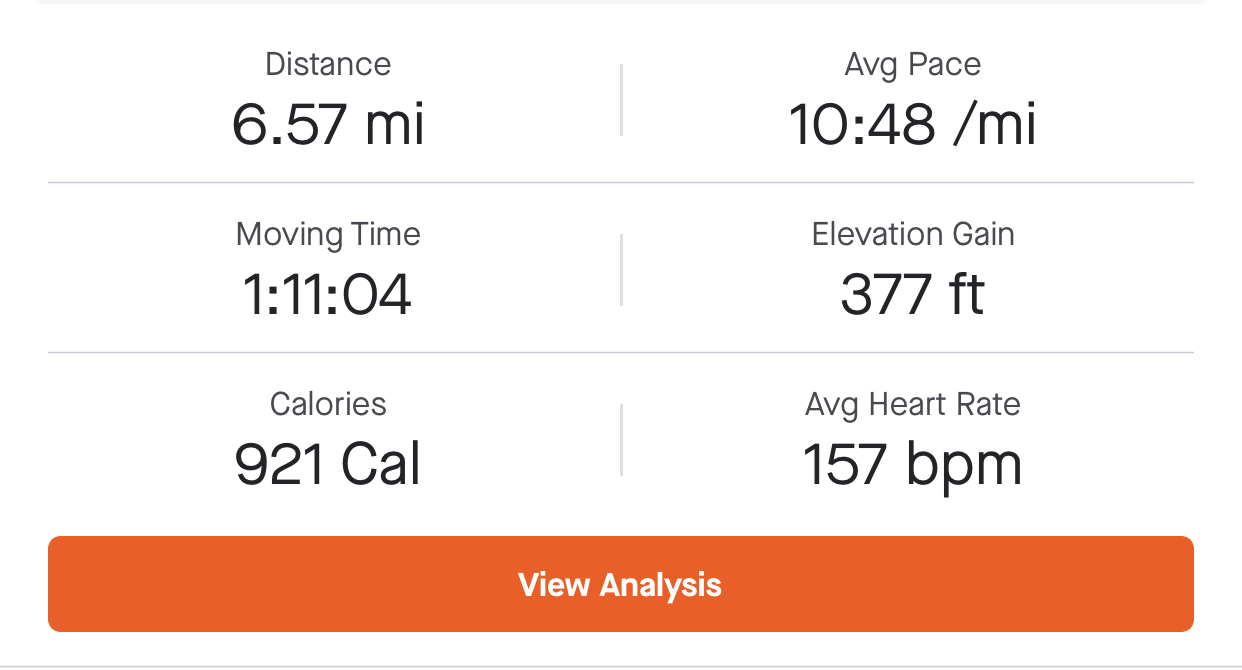 Distance
6.57 mi
Avg Pace
10:48 /mi
Moving Time
1:11:04
Elevation Gain
377 ft
Calories
921 Cal
Avg Heart Rate
157 bpm
View Analysis